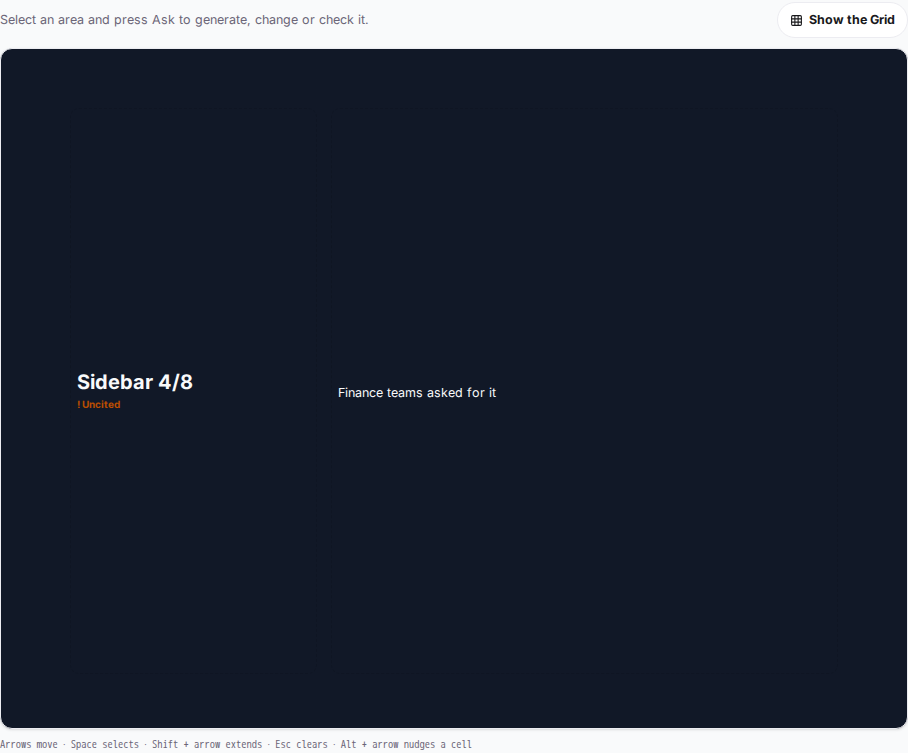 Select an area and press Ask to generate, change or check it.
Show the Grid
Sidebar 4/8
! Uncited
Finance teams asked for it
Arrows move · Space selects · Shift + arrow extends · Esc clears · Alt + arrow nudges a cell